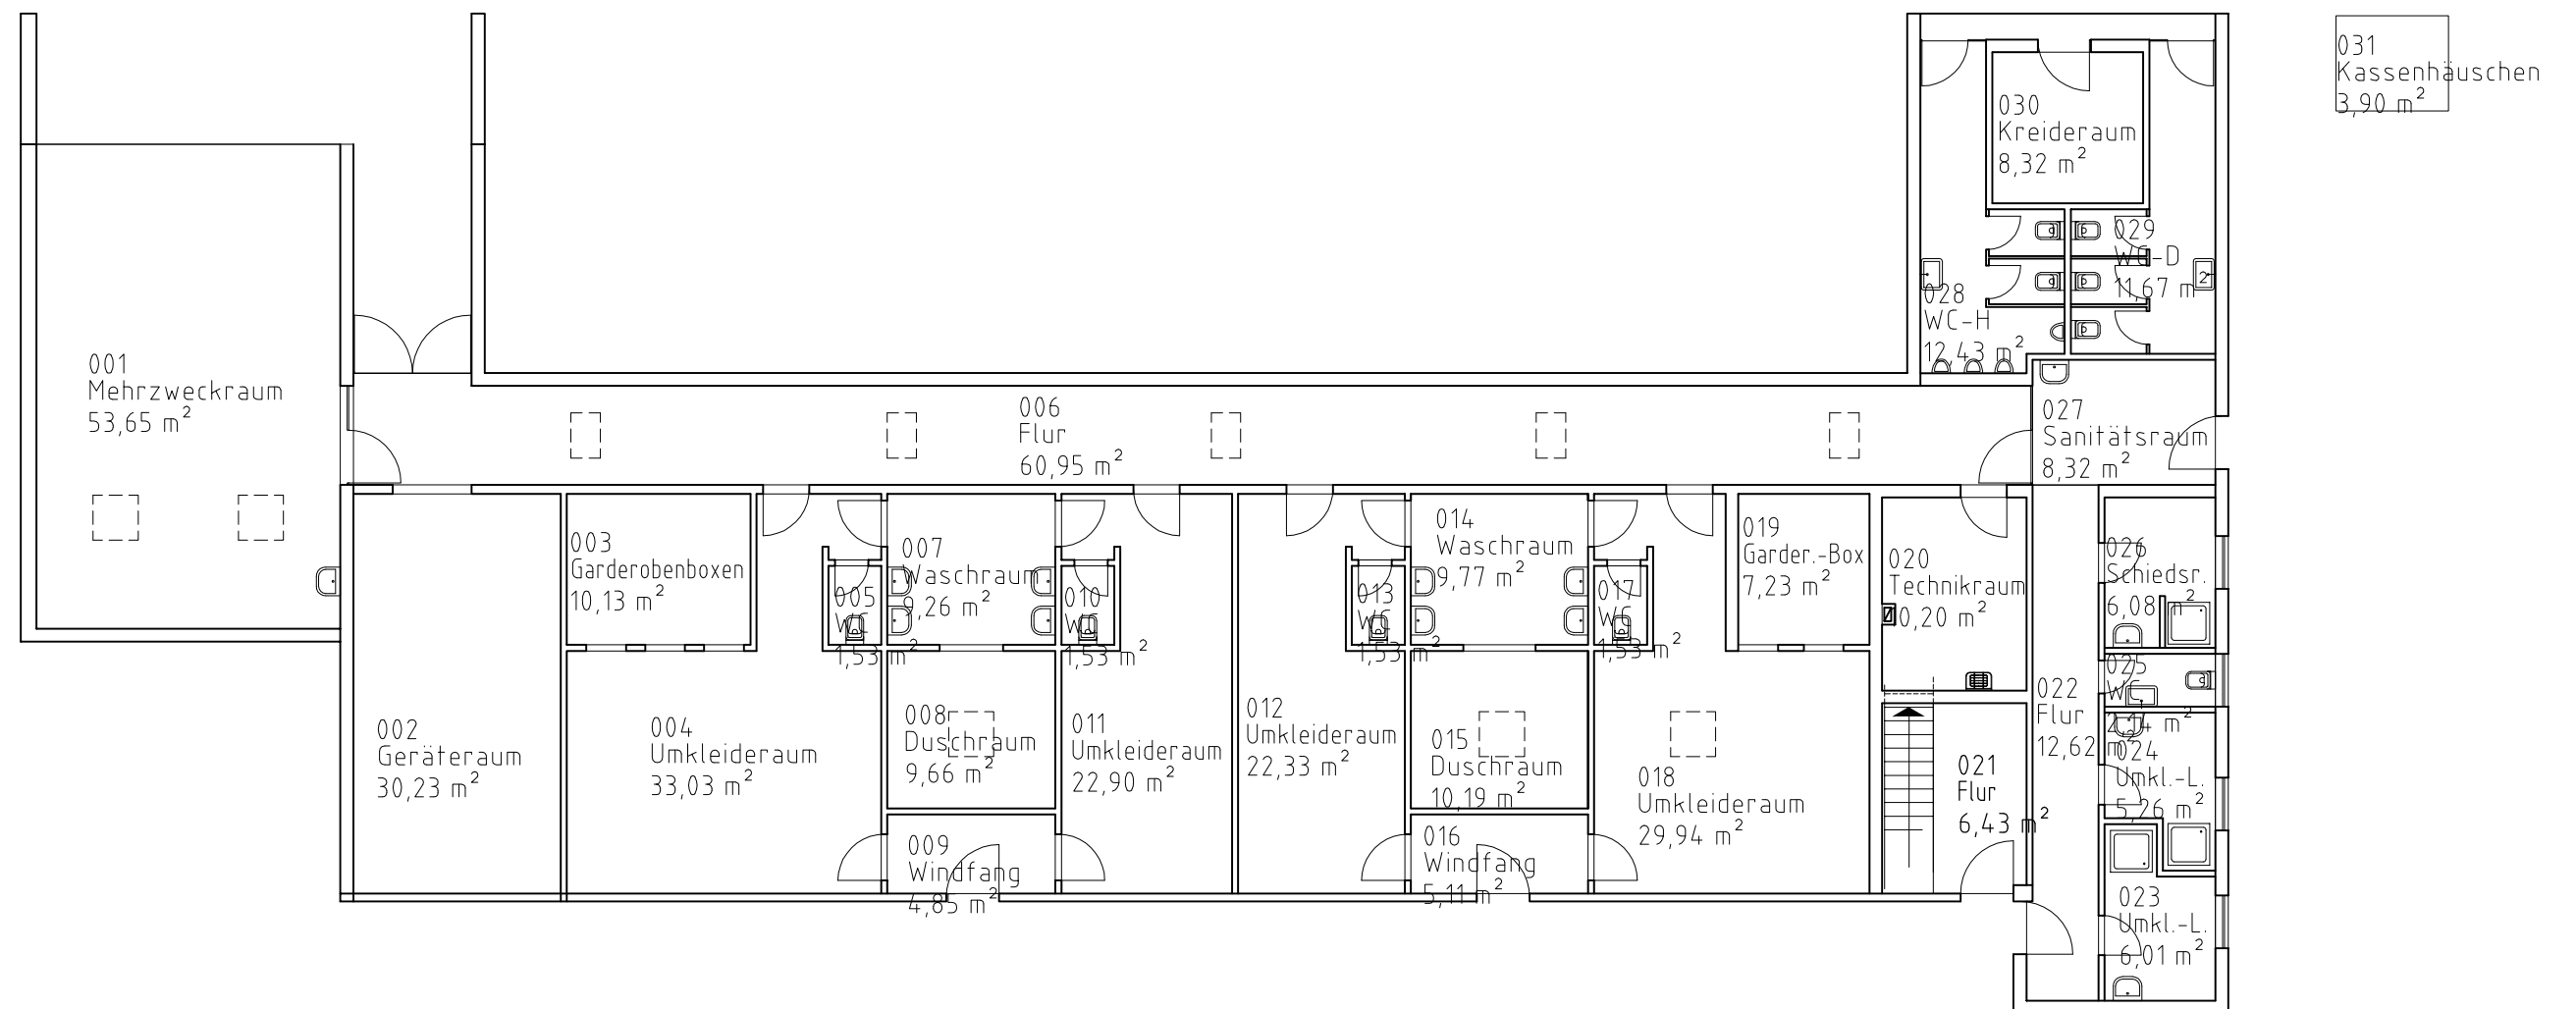 001
Mehrzweckraum
53,65 m²
002
Geräteraum
30,23 m²
003
Garderobenboxen
10,13 m²
004
Umkleideraum
33,03 m²
005
WC
1,53 m²
006
Flur
60,95 m²
007
Waschraum
9,26 m²
008
Duschraum
9,66 m²
009
Windfang
4,85 m²
010
WC
1,53 m²
011
Umkleideraum
22,90 m²
012
Umkleideraum
22,33 m²
013
WC
1,53 m²
014
Waschraum
9,77 m²
015
Duschraum
10,19 m²
016
Windfang
5,11 m²
017
WC
1,53 m²
018
Umkleideraum
29,94 m²
019
Garder.-Box
7,23 m²
020
Technikraum
10,20 m²
021
Flur
6,43 m²
022
Flur
12,62 m²
023
Umkl.-L.
6,01 m²
024
Umkl.-L.
5,26 m²
025
WC
2,14 m²
026
Schiedsr.
6,08 m²
027
Sanitätsraum
8,32 m²
028
WC-H
12,43 m²
029
WC-D
11,67 m²
030
Kreideraum
8,32 m²
031
Kassenhäuschen
3,90 m²